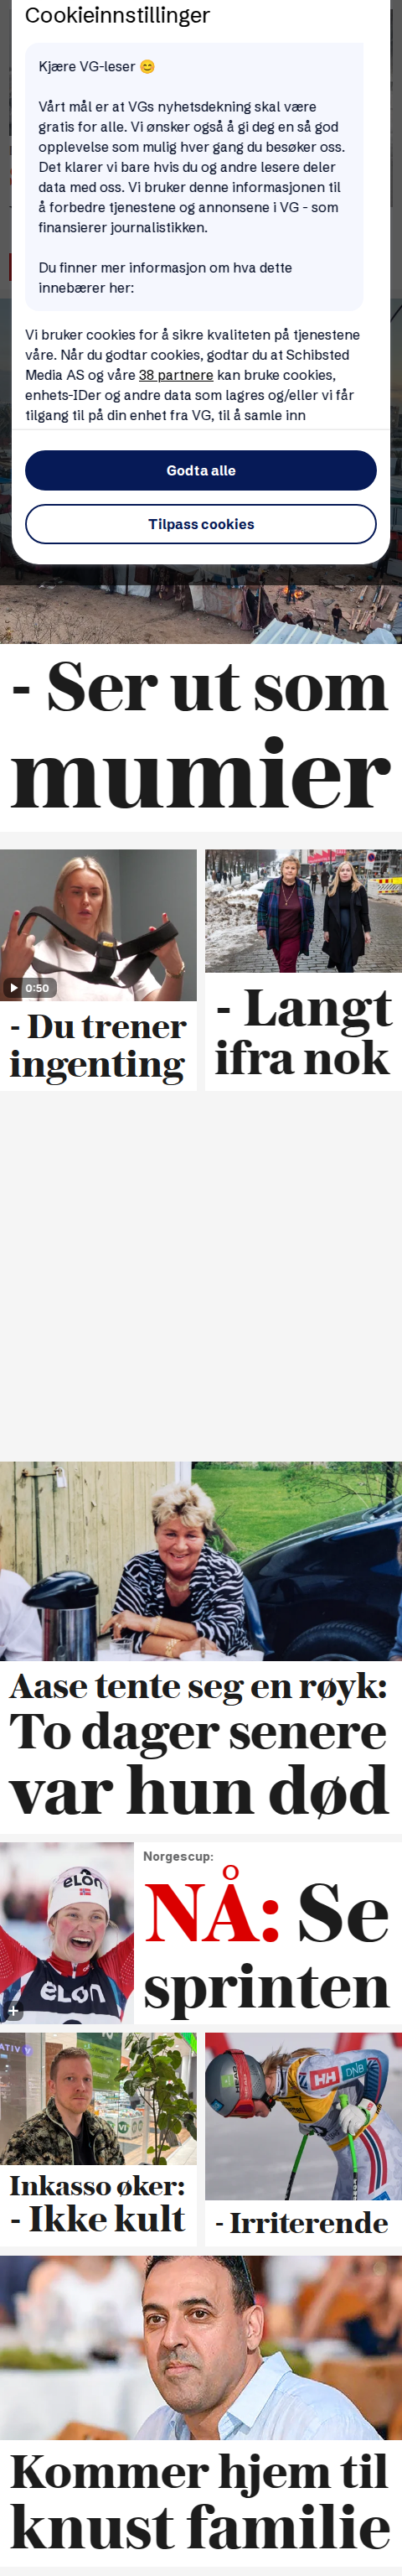 Cookieinnstillinger
Kjære VG-leser 😊
Vårt mål er at VGs nyhetsdekning skal være
gratis for alle. Vi ønsker også å gi deg en så god
opplevelse som mulig hver gang du besøker oss.
Det klarer vi bare hvis du og andre lesere deler
data med oss. Vi bruker denne informasjonen til
å forbedre tjenestene og annonsene i VG - som
finansierer journalistikken.
Du finner mer informasjon om hva dette
innebærer her:
Vi bruker cookies for å sikre kvaliteten på tjenestene
våre. Når du godtar cookies, godtar du at Schibsted
Media AS og våre 38 partnere kan bruke cookies,
enhets-IDer og andre data som lagres og/eller vi får
tilgang til på din enhet fra VG, til å samle inn
Godta alle
Tilpass cookies
- Ser ut som
mumier
0:50
- Du trener
ingenting
- Langt
ifra nok
Aase tente seg en røyk:
To dager senere
var hun død
Norgescup:
NÅ: Se
sprinten
elon
elon
Inkasso øker:
- Ikke kult
HH
DNB
- Irriterende
Kommer hjem til
knust familie